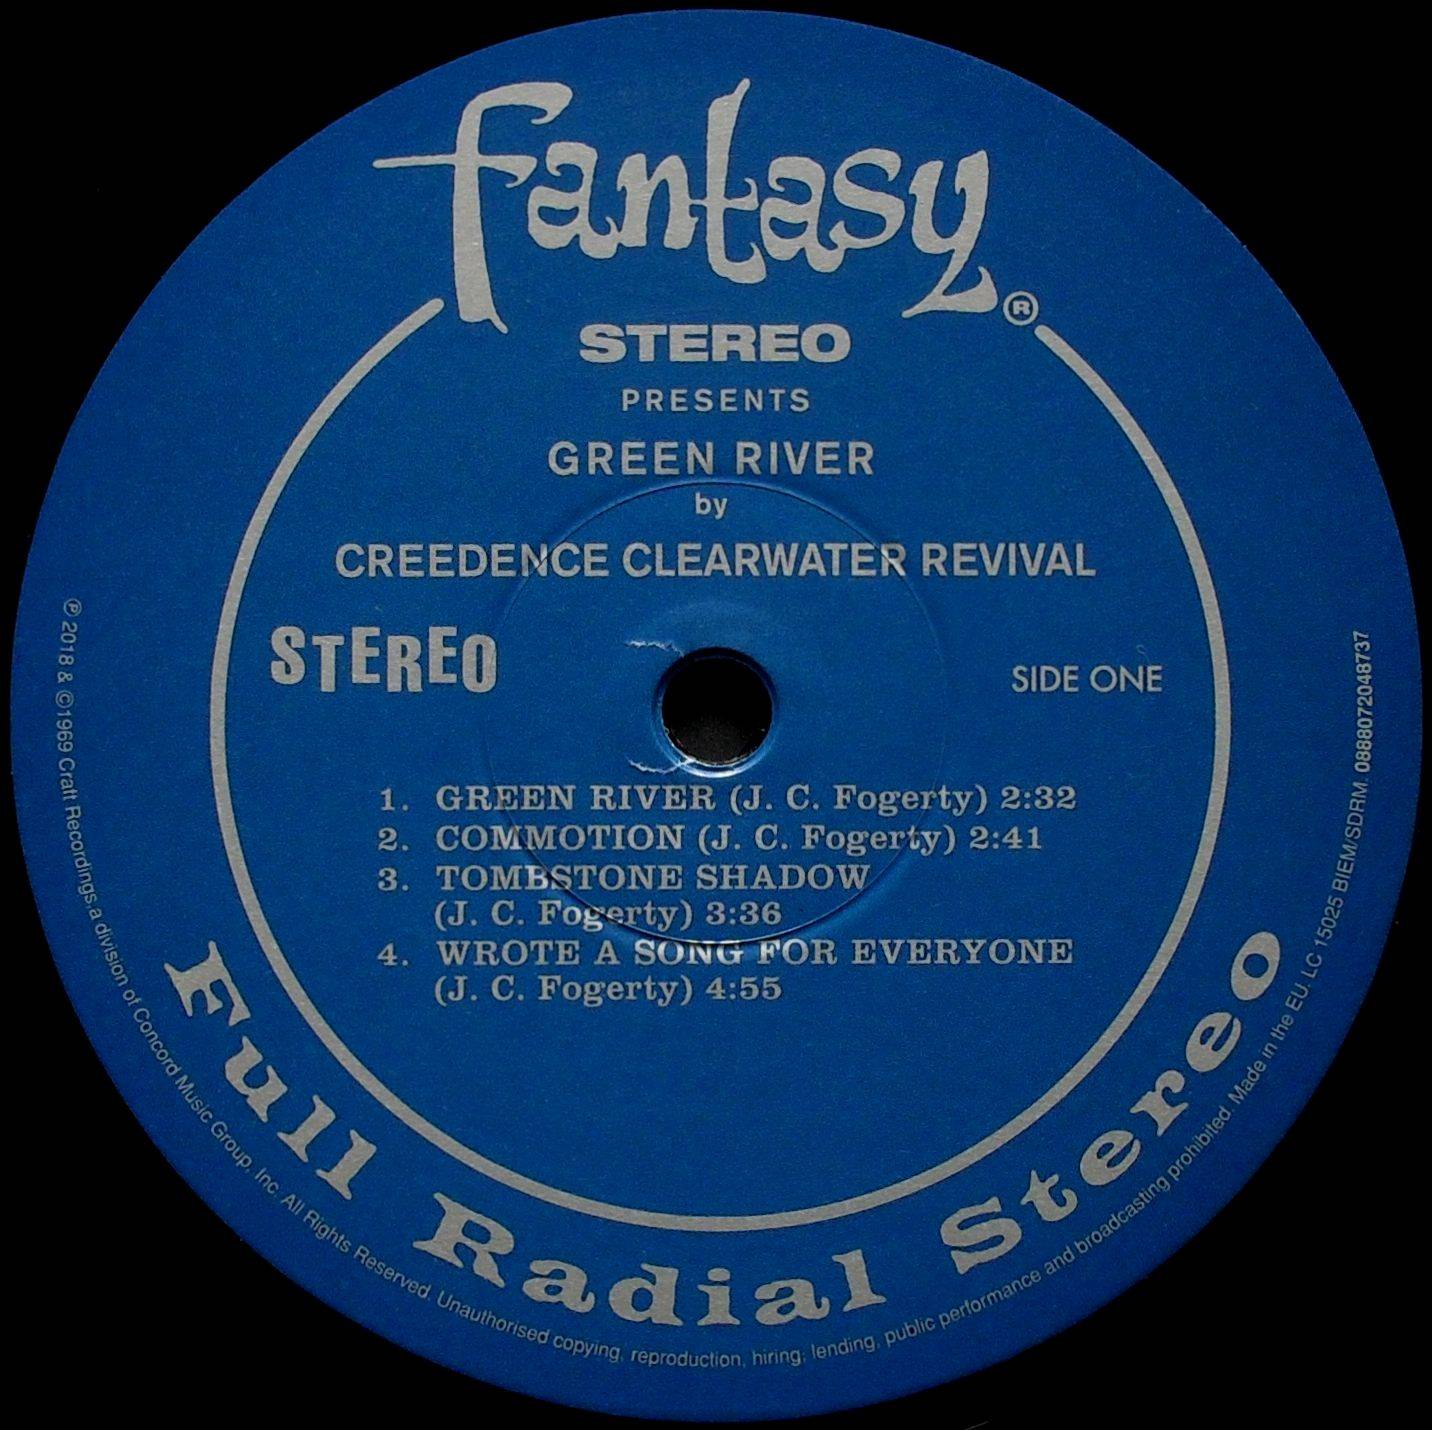 fantasy®
STEREO
PRESENTS
GREEN RIVER
by
CREEDENCE CLEARWATER REVIVAL
STEREO
SIDE ONE
1. GREEN RIVER (J. C. Fogerty) 2:32
2. COMMOTION (J. C. Fogerty) 2:41
3. TOMBSTONE SHADOW
(J. C. Fogerty) 3:36
4. WROTE A SONG FOR EVERYONE
(J. C. Fogerty) 4:55
Full Radial Stereo
℗ 2018 & ©1969 Craft Recordings, a division of Concord Music Group, Inc. All Rights Reserved. Unauthorised copying, reproduction, hiring, lending, public performance and broadcasting prohibited. Made in the EU. LC 15025 BIEM/SDRM. 0888072048737